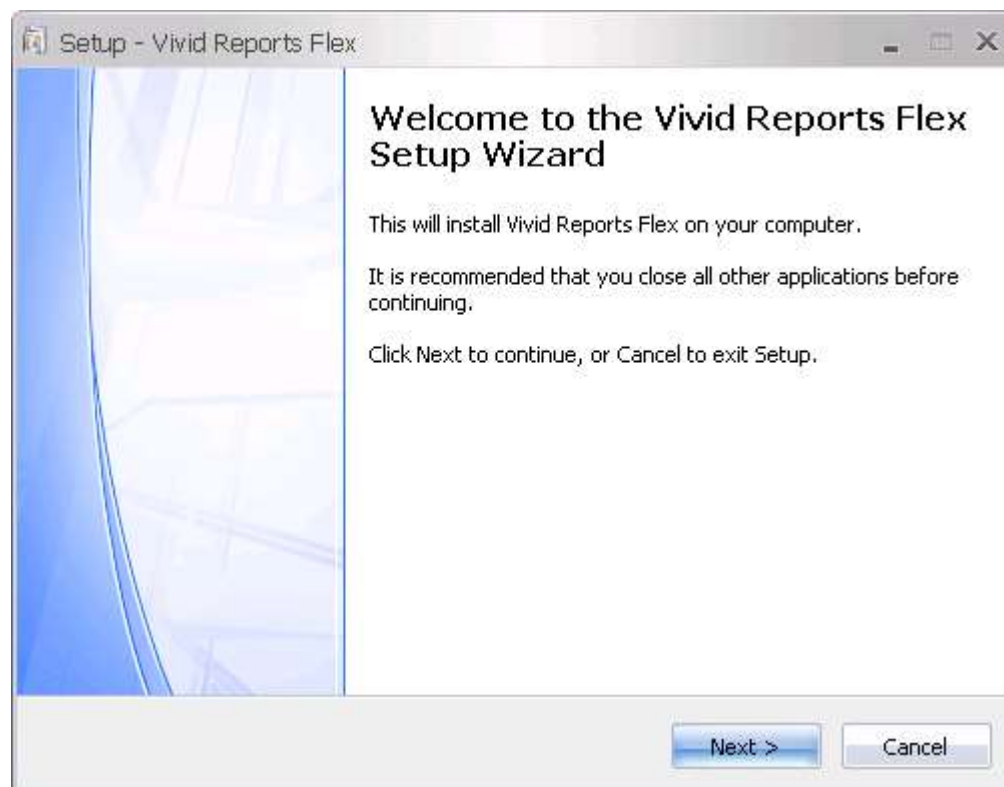 Setup - Vivid Reports Flex
Welcome to the Vivid Reports Flex
Setup Wizard
This will install Vivid Reports Flex on your computer.
It is recommended that you close all other applications before
continuing.
Click Next to continue, or Cancel to exit Setup.
Next >
Cancel